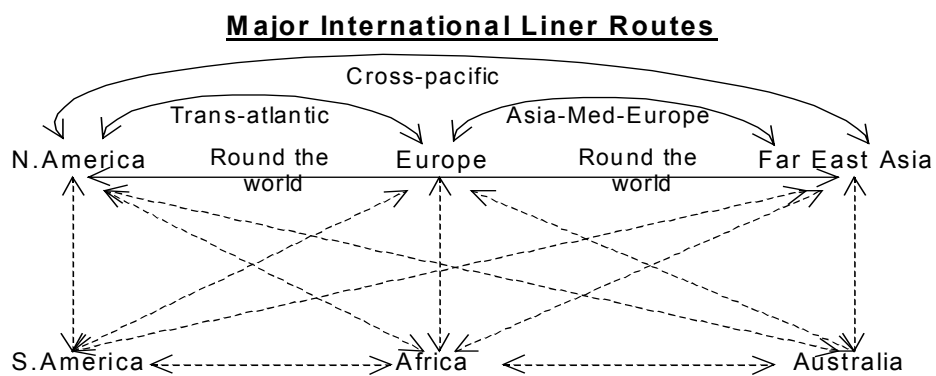 Major International Liner Routes
Cross-pacific
Trans-atlantic
Asia-Med-Europe
N.America
Round the
world
Europe
Round the
world
Far East Asia
S.America
Africa
Australia